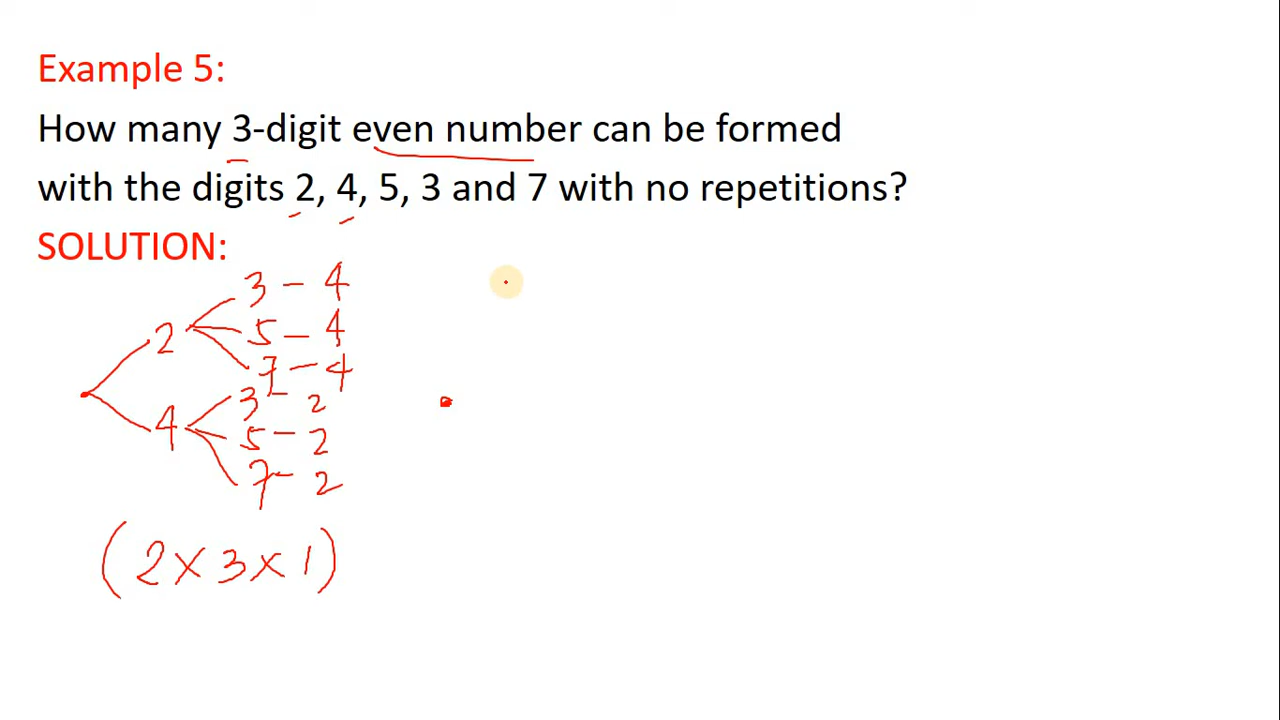 Example 5:
How many 3-digit even number can be formed
with the digits 2, 4, 5, 3 and 7 with no repetitions?
SOLUTION:
3 - 4
2 5 - 4
7 - 4
3 - 2
4 5 - 2
7 - 2
(2 x 3 x 1)